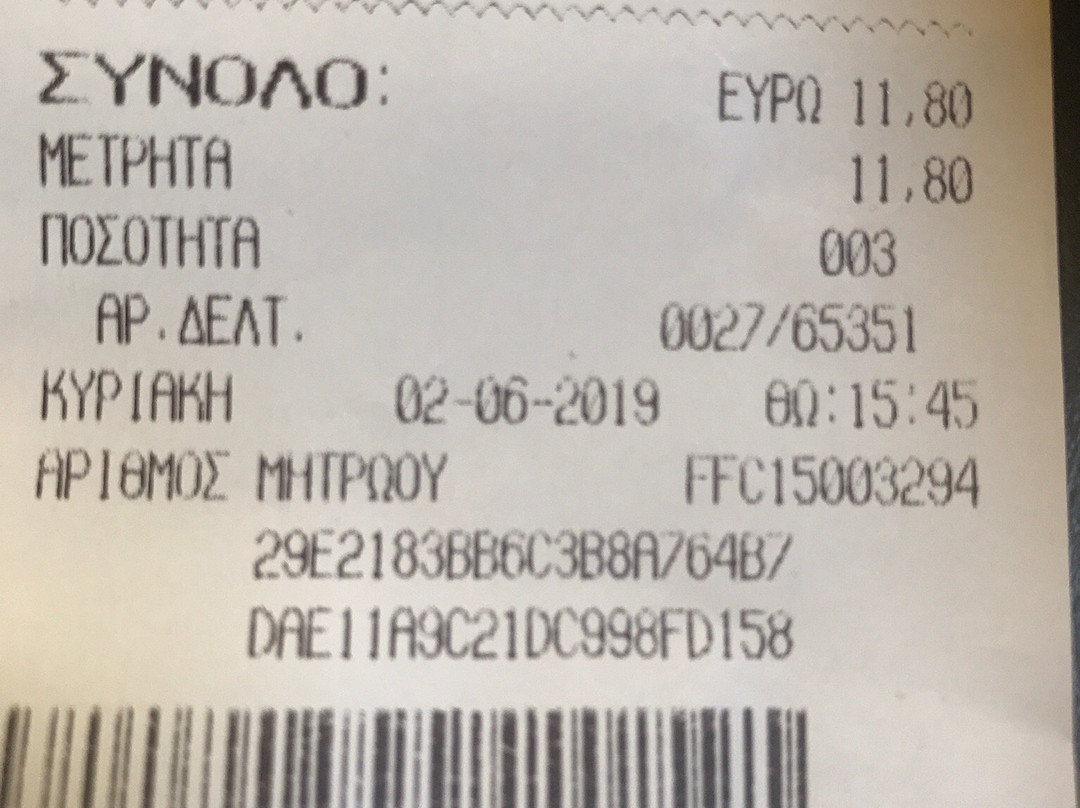 ΣΥΝΟΛΟ: ΕΥΡΩ 11,80
ΜΕΤΡΗΤΑ 11,80
ΠΟΣΟΤΗΤΑ 003
ΑΡ.ΔΕΛΤ. 0027/65351
ΚΥΡΙΑΚΗ 02-06-2019 ΘΩ:15:45
ΑΡΙΘΜΟΣ ΜΗΤΡΩΟΥ FFC15003294
29E2183BB6C3B8A764B7
DAE11A9C21DC998FD158